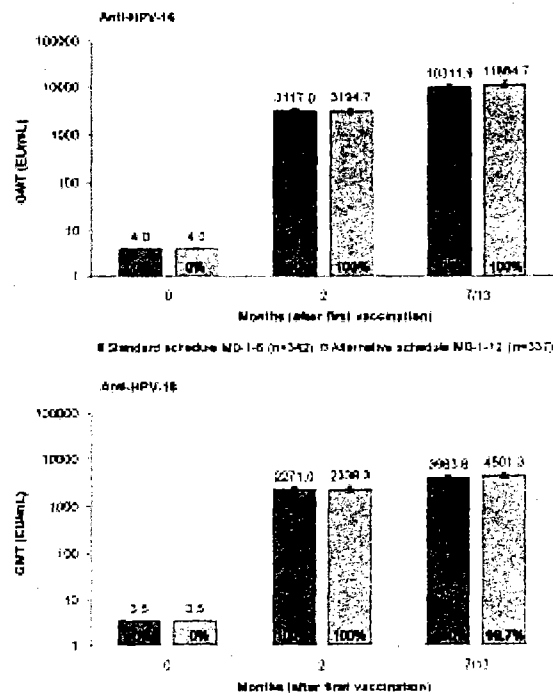 Anti-HPV-16
100000
10000
1000
100
10
1
GMT (EU/mL)
4.0 4.0
0%
3117.0 3194.7
100%
10311.9 11884.7
100%
0 2 7/13
Months (after first vaccination)
Standard schedule M0-1-6 (n=342) Alternative schedule M0-1-12 (n=337)
Anti-HPV-18
100000
10000
1000
100
10
1
GMT (EU/mL)
3.5 3.5
0%
2271.0 2339.3
100%
3983.8 4501.3
99.7%
0 2 7/13
Months (after first vaccination)